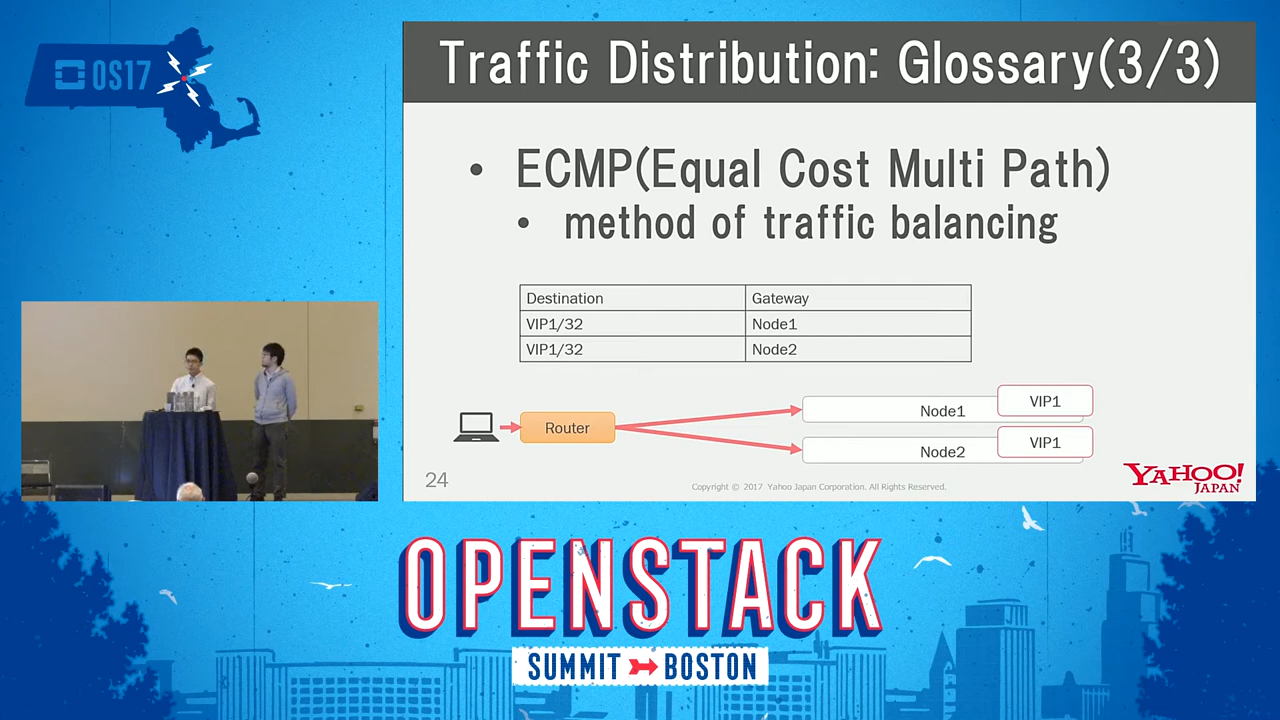 OS17
Traffic Distribution: Glossary(3/3)
• ECMP(Equal Cost Multi Path)
• method of traffic balancing
Destination Gateway
VIP1/32 Node1
VIP1/32 Node2
Router
Node1
VIP1
Node2
VIP1
24
Copyright © 2017 Yahoo Japan Corporation. All Rights Reserved.
YAHOO!
JAPAN
OPENSTACK
SUMMIT BOSTON